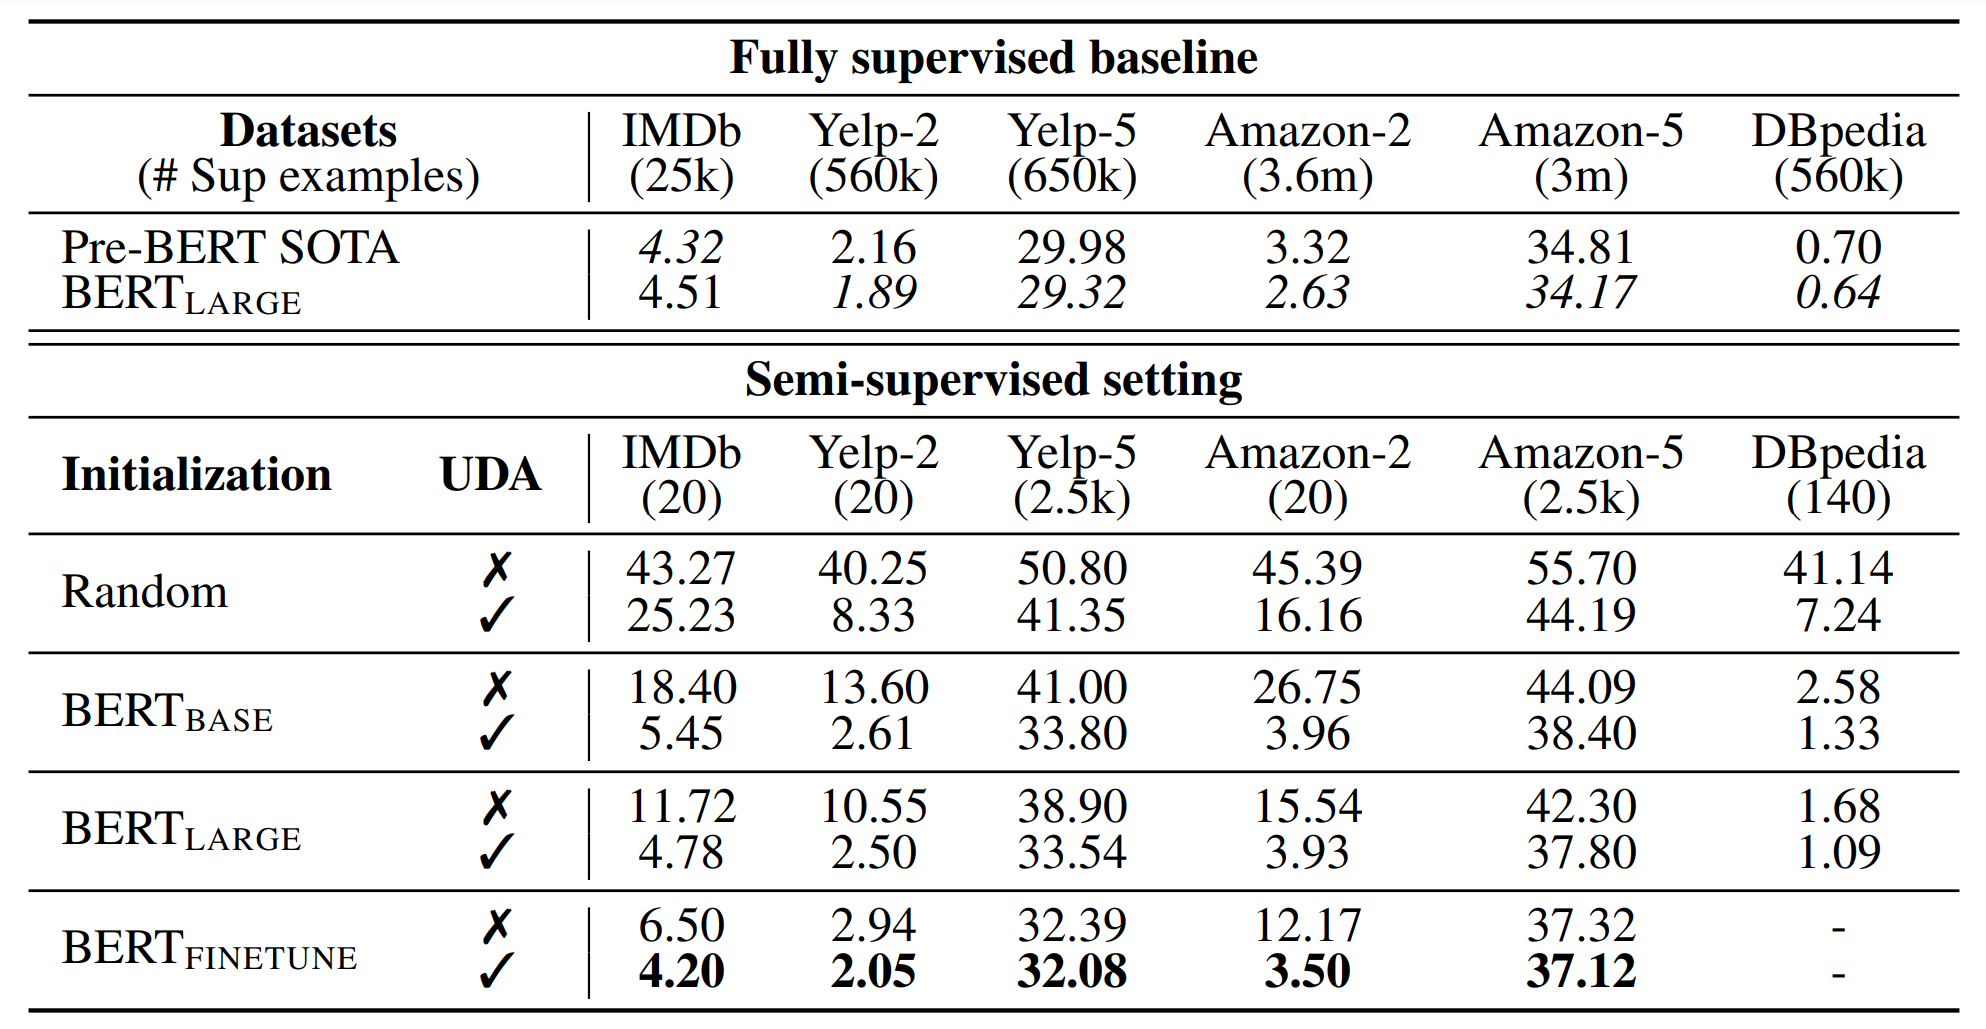 Fully supervised baseline
Datasets IMDb Yelp-2 Yelp-5 Amazon-2 Amazon-5 DBpedia
(# Sup examples) (25k) (560k) (650k) (3.6m) (3m) (560k)
Pre-BERT SOTA 4.32 2.16 29.98 3.32 34.81 0.70
BERTLARGE 4.51 1.89 29.32 2.63 34.17 0.64
Semi-supervised setting
Initialization UDA IMDb Yelp-2 Yelp-5 Amazon-2 Amazon-5 DBpedia
(20) (20) (2.5k) (20) (2.5k) (140)
Random ✗ 43.27 40.25 50.80 45.39 55.70 41.14
✓ 25.23 8.33 41.35 16.16 44.19 7.24
BERTBASE ✗ 18.40 13.60 41.00 26.75 44.09 2.58
✓ 5.45 2.61 33.80 3.96 38.40 1.33
BERTLARGE ✗ 11.72 10.55 38.90 15.54 42.30 1.68
✓ 4.78 2.50 33.54 3.93 37.80 1.09
BERTFINETUNE ✗ 6.50 2.94 32.39 12.17 37.32 -
✓ 4.20 2.05 32.08 3.50 37.12 -